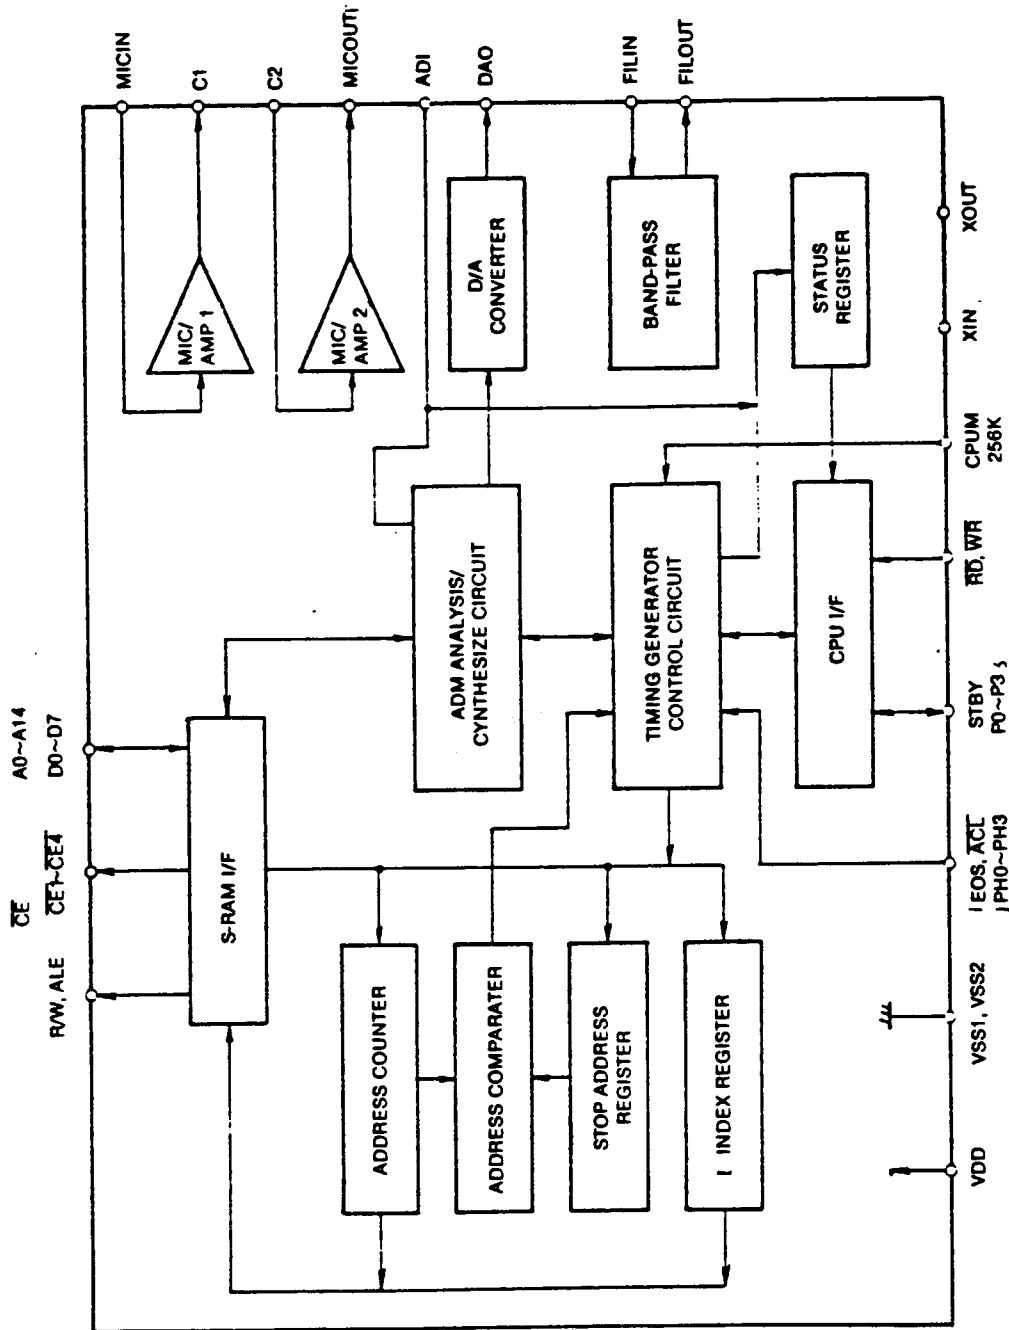 CE
R/W, ALE
CE1~CE4
A0~A14
D0~D7
MICIN
C1
C2
MICOUT
ADI
DAO
FILIN
FILOUT
S-RAM I/F
MIC/
AMP 1
MIC/
AMP 2
ADDRESS COUNTER
ADDRESS COMPARATER
STOP ADDRESS
REGISTER
INDEX REGISTER
ADM ANALYSIS/
CYNTHESIZE CIRCUIT
D/A
CONVERTER
TIMING GENERATOR
CONTROL CIRCUIT
BAND-PASS
FILTER
CPU I/F
STATUS
REGISTER
VDD
VSS1, VSS2
EOS, ACL
PH0~PH3
STBY
P0~P3
RD, WR
CPUM
256K
XIN
XOUT